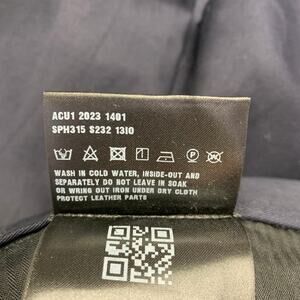 ACU1 2023 1401
SPH315 S232 13I0
WASH IN COLD WATER, INSIDE-OUT AND
SEPARATELY DO NOT LEAVE IN SOAK
OR WRING OUT IRON UNDER DRY CLOTH
PROTECT LEATHER PARTS